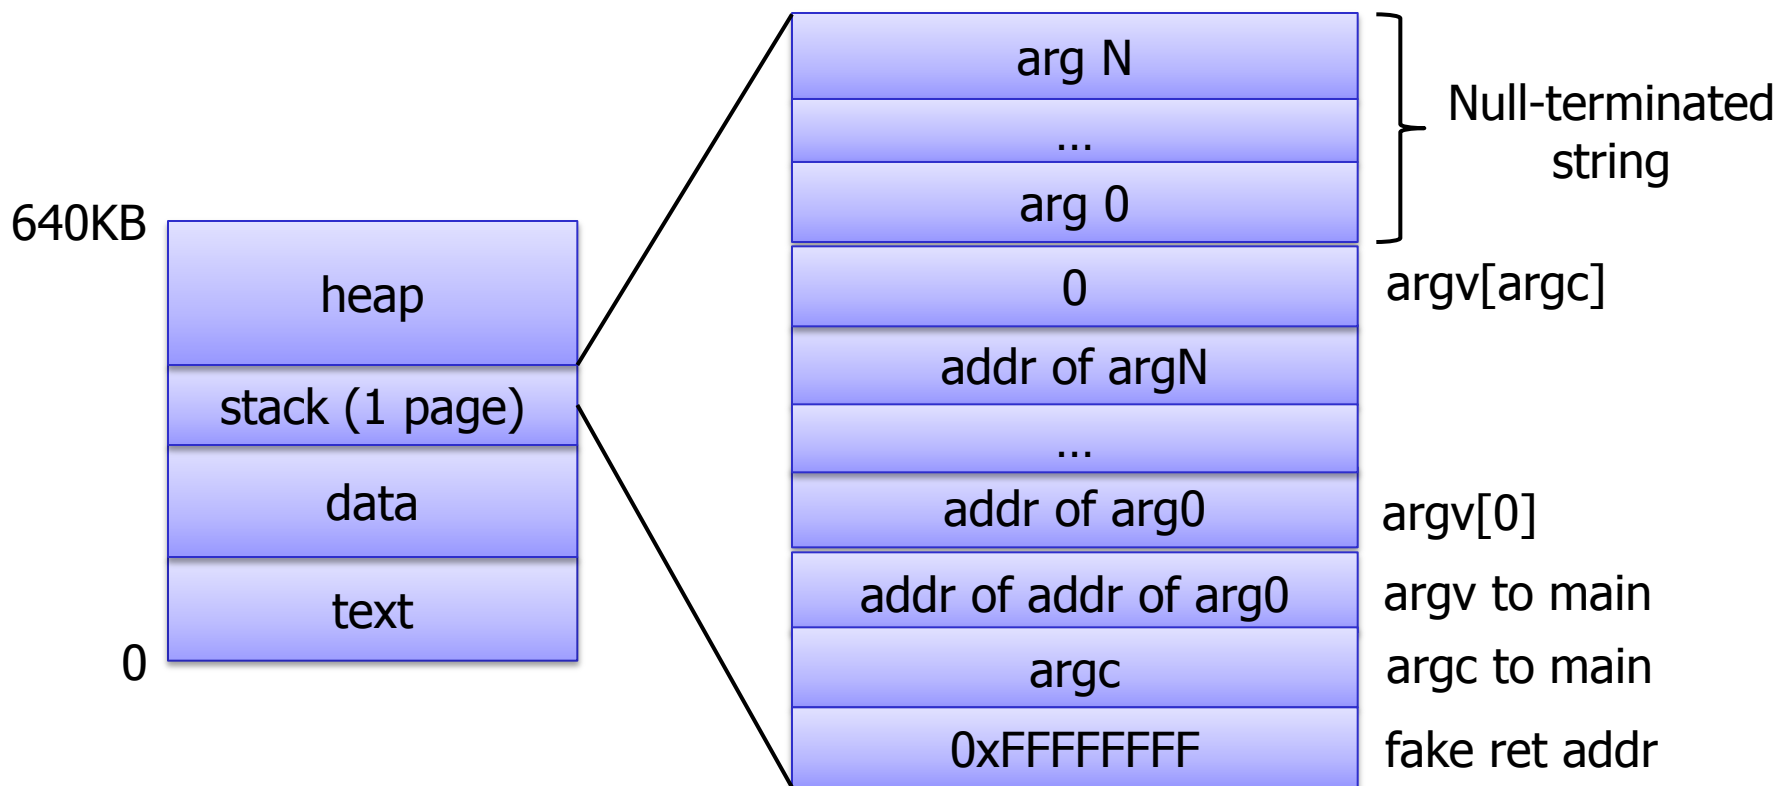 640KB
heap
stack (1 page)
data
text
0
arg N
...
arg 0
Null-terminated
string
0
argv[argc]
addr of argN
...
addr of arg0
argv[0]
addr of addr of arg0
argv to main
argc
argc to main
0xFFFFFFFF
fake ret addr